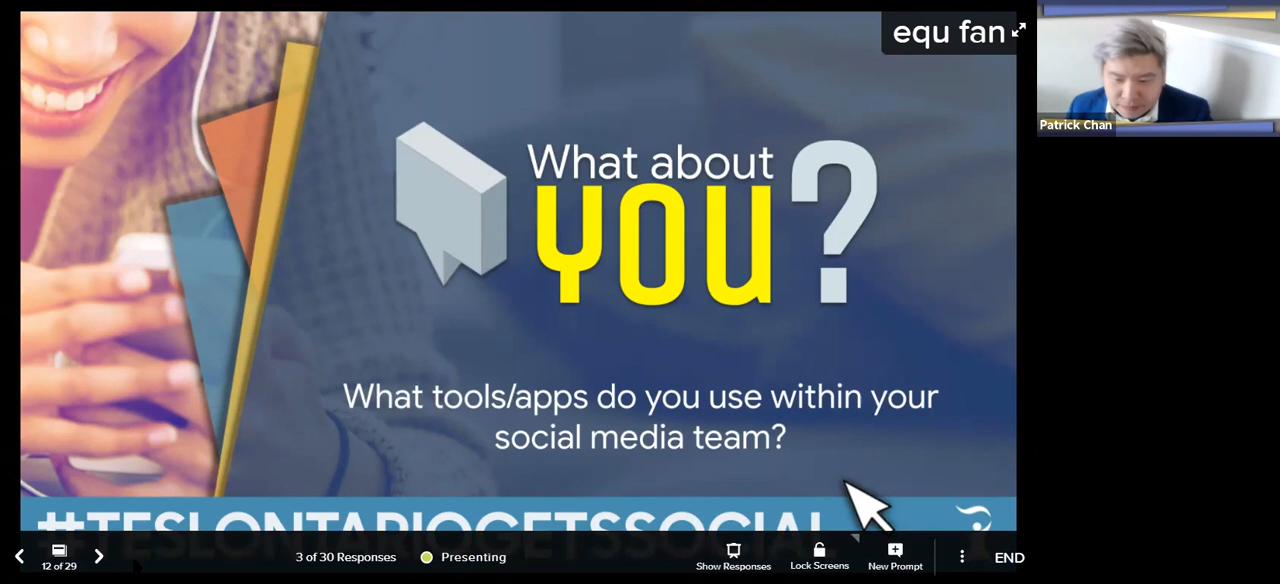 equ fan
Patrick Chan
What about
YOU?
What tools/apps do you use within your
social media team?
#TESLONTARIOGETSSOCIAL
12 of 29
3 of 30 Responses
Presenting
Show Responses
Lock Screens
New Prompt
END